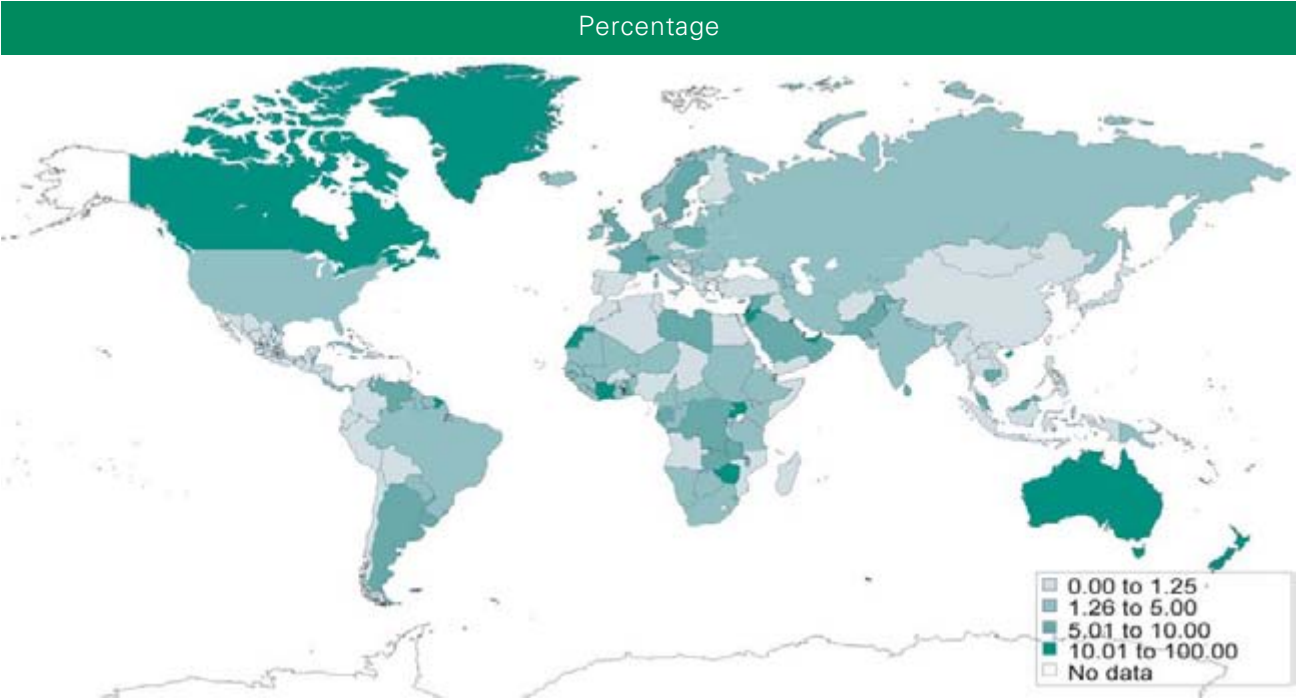 Percentage
0.00 to 1.25
1.26 to 5.00
5.01 to 10.00
10.01 to 100.00
No data